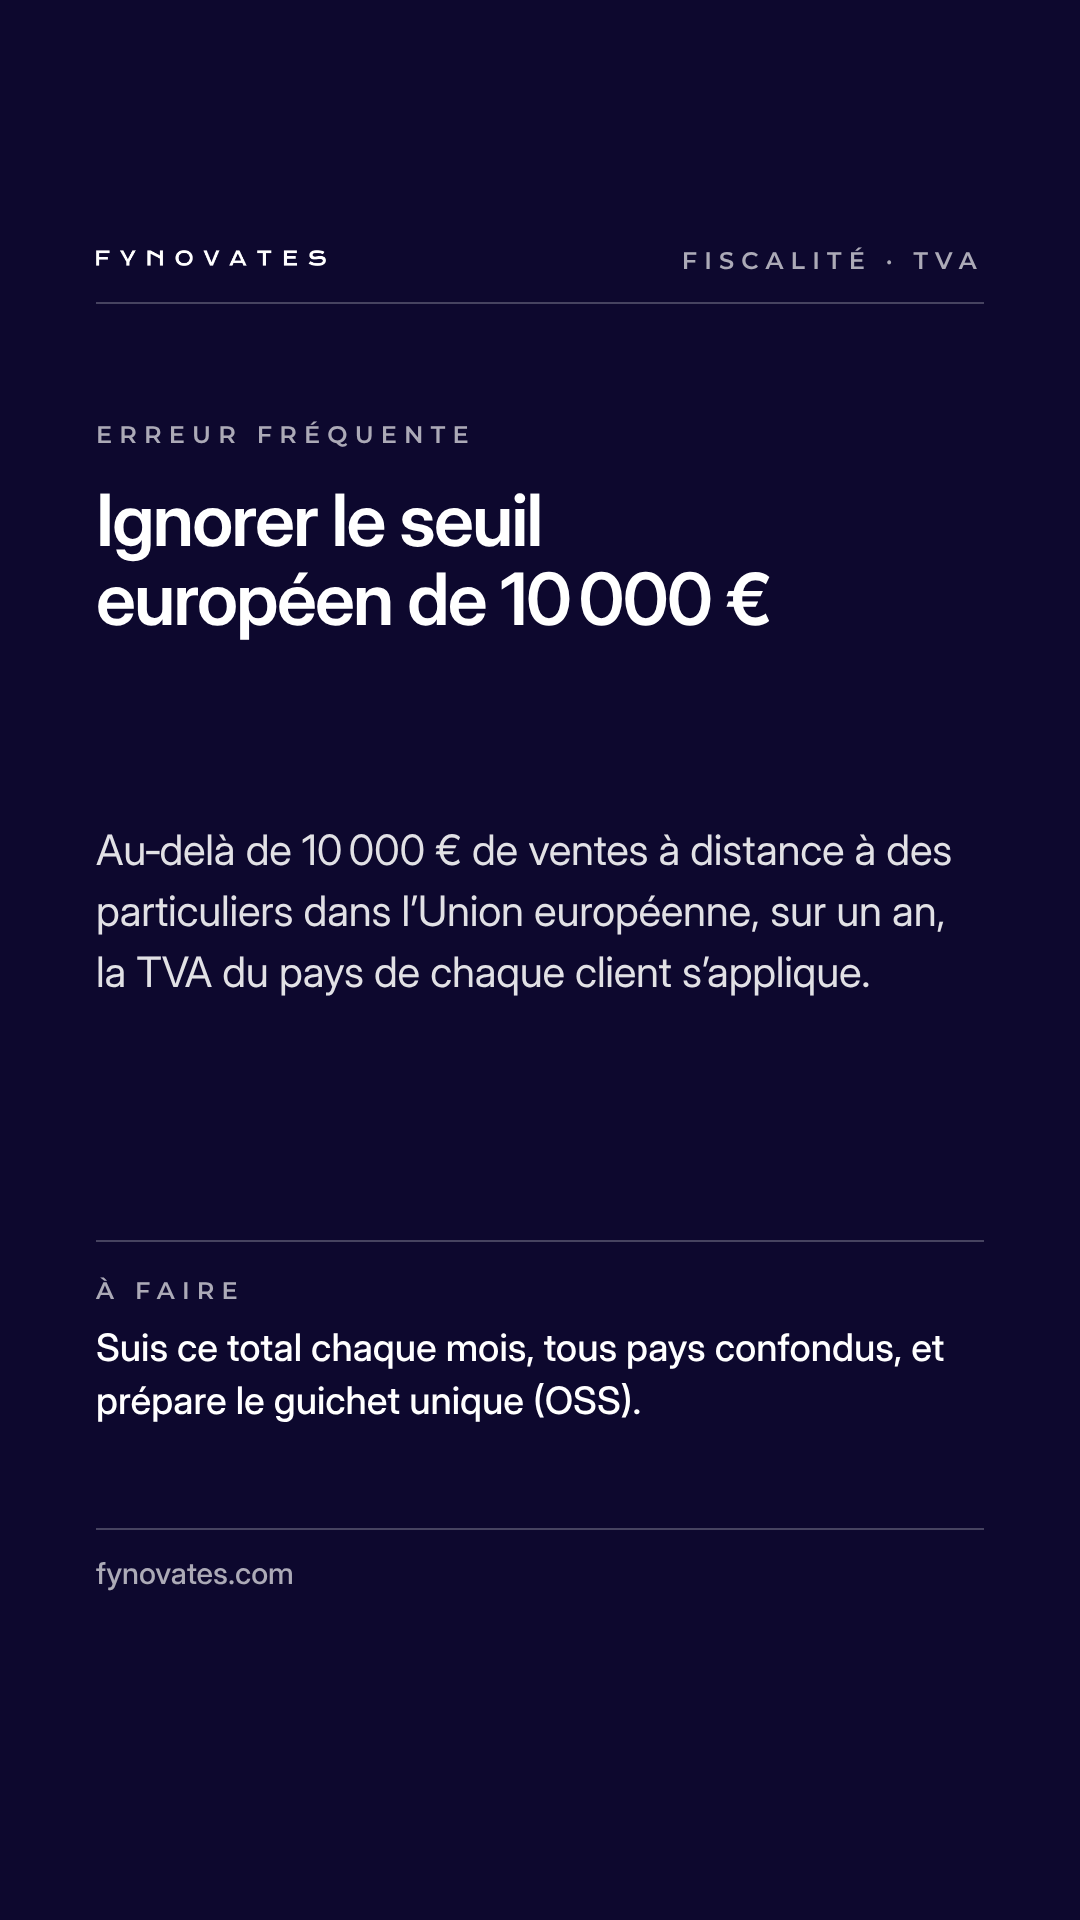 FYNOVATES
FISCALITÉ · TVA
ERREUR FRÉQUENTE
Ignorer le seuil
européen de 10 000 €
Au-delà de 10 000 € de ventes à distance à des
particuliers dans l’Union européenne, sur un an,
la TVA du pays de chaque client s’applique.
À FAIRE
Suis ce total chaque mois, tous pays confondus, et
prépare le guichet unique (OSS).
fynovates.com